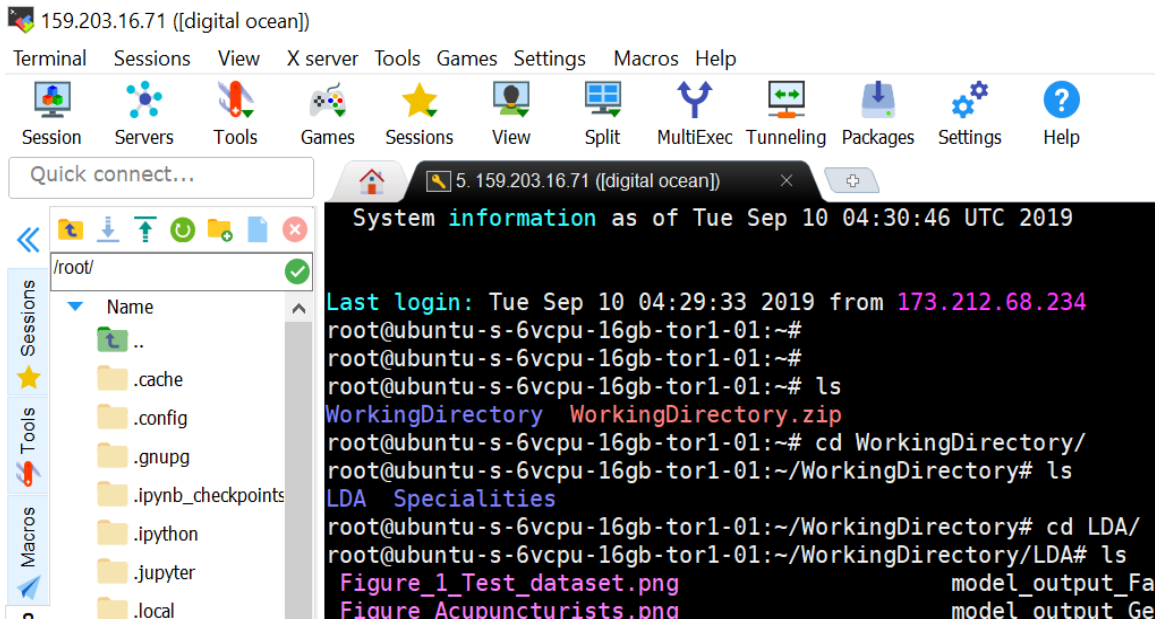 159.203.16.71 ([digital ocean])
Terminal Sessions View X server Tools Games Settings Macros Help
Session Servers Tools Games Sessions View Split MultiExec Tunneling Packages Settings Help
Quick connect...
5. 159.203.16.71 ([digital ocean])
/root/
Name
..
.cache
.config
.gnupg
.ipynb_checkpoints
.ipython
.jupyter
.local
Sessions
Tools
Macros
System information as of Tue Sep 10 04:30:46 UTC 2019
Last login: Tue Sep 10 04:29:33 2019 from 173.212.68.234
root@ubuntu-s-6vcpu-16gb-tor1-01:~#
root@ubuntu-s-6vcpu-16gb-tor1-01:~#
root@ubuntu-s-6vcpu-16gb-tor1-01:~# ls
WorkingDirectory WorkingDirectory.zip
root@ubuntu-s-6vcpu-16gb-tor1-01:~# cd WorkingDirectory/
root@ubuntu-s-6vcpu-16gb-tor1-01:~/WorkingDirectory# ls
LDA Specialities
root@ubuntu-s-6vcpu-16gb-tor1-01:~/WorkingDirectory# cd LDA/
root@ubuntu-s-6vcpu-16gb-tor1-01:~/WorkingDirectory/LDA# ls
Figure_1_Test_dataset.png model_output_Fa
Figure_Acupuncturists.png model_output_Ge